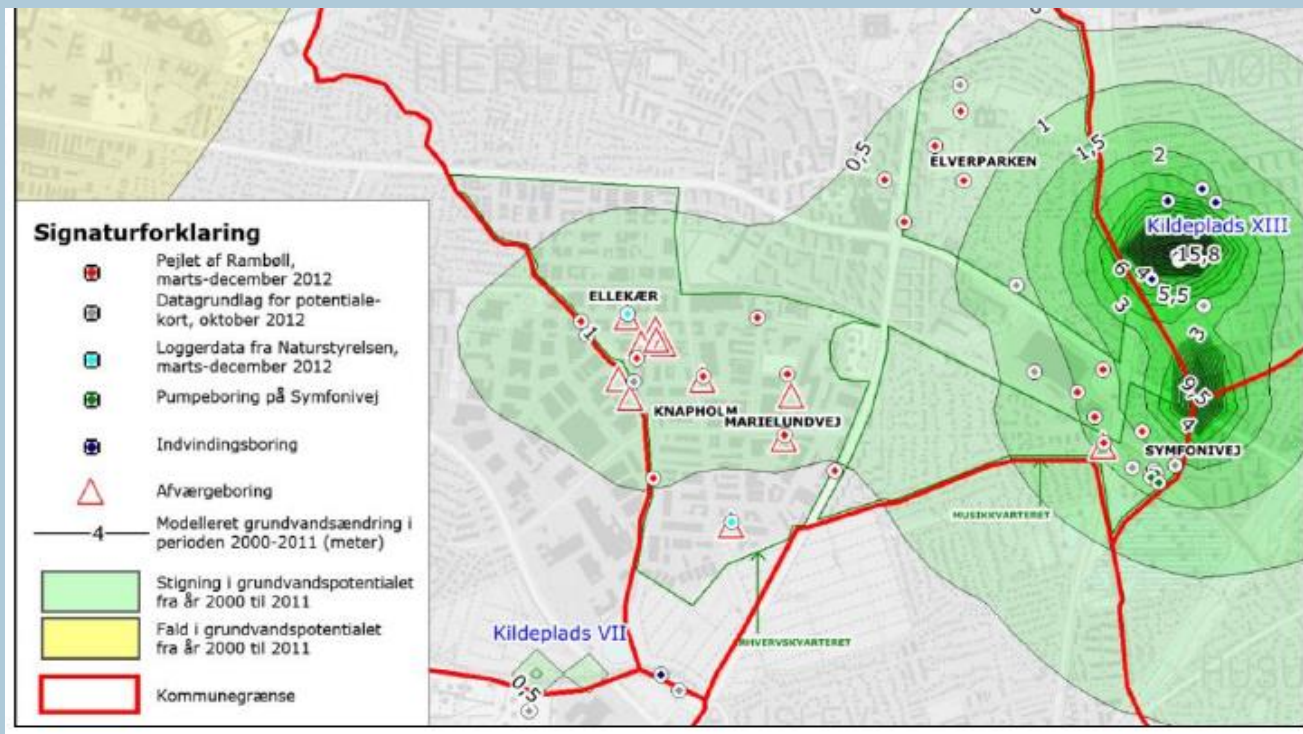 HERLEV
MØR
0,5
1
1,5
2
ELVERPARKEN
Kildeplads XIII
15,8
6
4
5,5
3
3
9,5
4
SYMFONIVEJ
ELLEKÆR
1
KNAPHOLM
MARIELUNDVEJ
MUSIKKVARTERET
RHVERVSKVARTERET
Kildeplads VII
0,5
HUSU
Signaturforklaring
Pejlet af Rambøll,
marts-december 2012
Datagrundlag for potentiale-
kort, oktober 2012
Loggerdata fra Naturstyrelsen,
marts-december 2012
Pumpeboring på Symfonivej
Indvindingsboring
Afværgeboring
4
Modelleret grundvandsændring i
perioden 2000-2011 (meter)
Stigning i grundvandspotentialet
fra år 2000 til 2011
Fald i grundvandspotentialet
fra år 2000 til 2011
Kommunegrænse